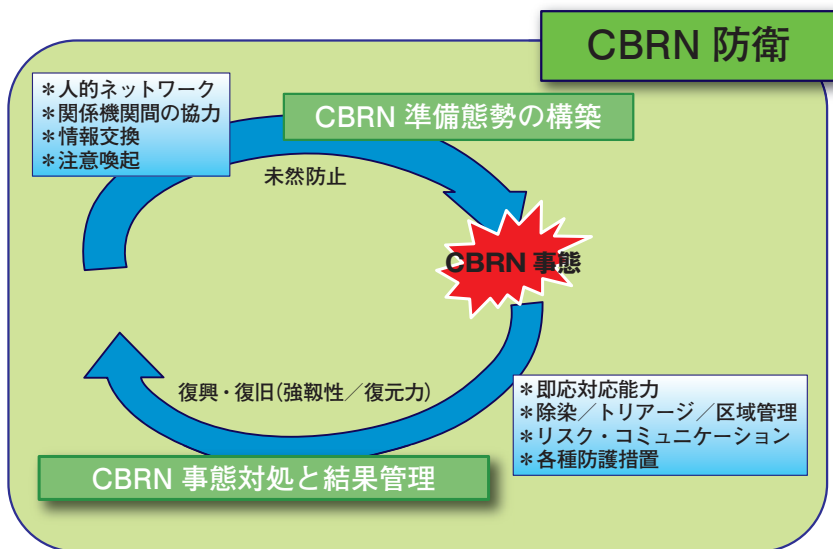 CBRN 防衛
＊人的ネットワーク
＊関係機関間の協力
＊情報交換
＊注意喚起
CBRN 準備態勢の構築
未然防止
CBRN 事態
復興・復旧(強靱性／復元力)
＊即応対応能力
＊除染／トリアージ／区域管理
＊リスク・コミュニケーション
＊各種防護措置
CBRN 事態対処と結果管理